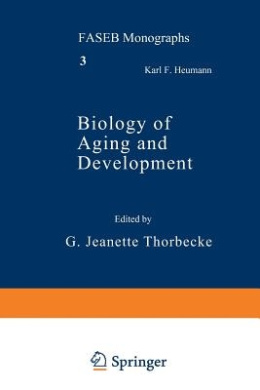 FASEB Monographs
3
Karl F. Heumann
Biology of
Aging and
Development
Edited by
G. Jeanette Thorbecke
Springer